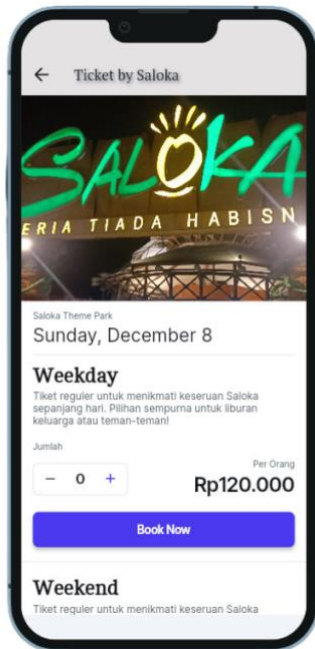 Ticket by Saloka
SALOKA
ERIA TIADA HABISN
Saloka Theme Park
Sunday, December 8
Weekday
Tiket reguler untuk menikmati keseruan Saloka
sepanjang hari. Pilihan sempurna untuk liburan
keluarga atau teman-teman!
Jumlah
Per Orang
− 0 +
Rp120.000
Book Now
Weekend
Tiket reguler untuk menikmati keseruan Saloka